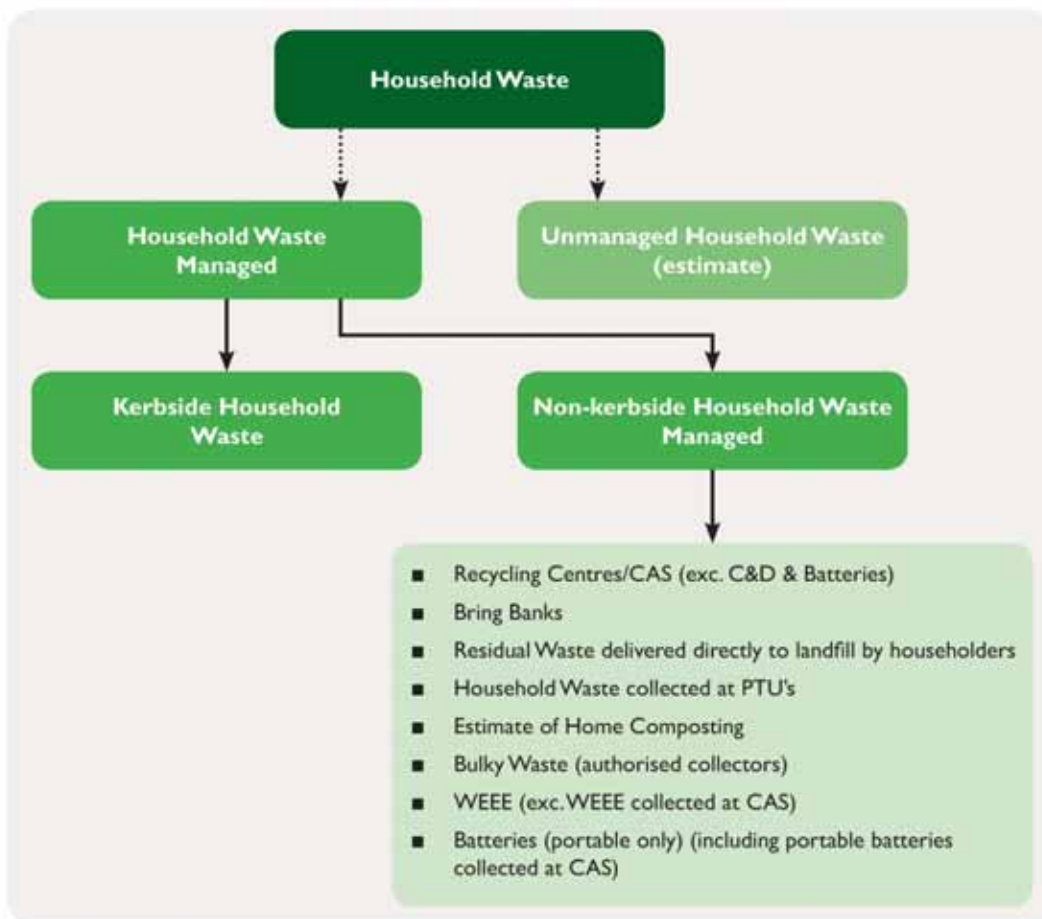 Household Waste
Household Waste
Managed
Unmanaged Household Waste
(estimate)
Kerbside Household
Waste
Non-kerbside Household Waste
Managed
■ Recycling Centres/CAS (exc. C&D & Batteries)
■ Bring Banks
■ Residual Waste delivered directly to landfill by householders
■ Household Waste collected at PTU's
■ Estimate of Home Composting
■ Bulky Waste (authorised collectors)
■ WEEE (exc. WEEE collected at CAS)
■ Batteries (portable only) (including portable batteries
collected at CAS)